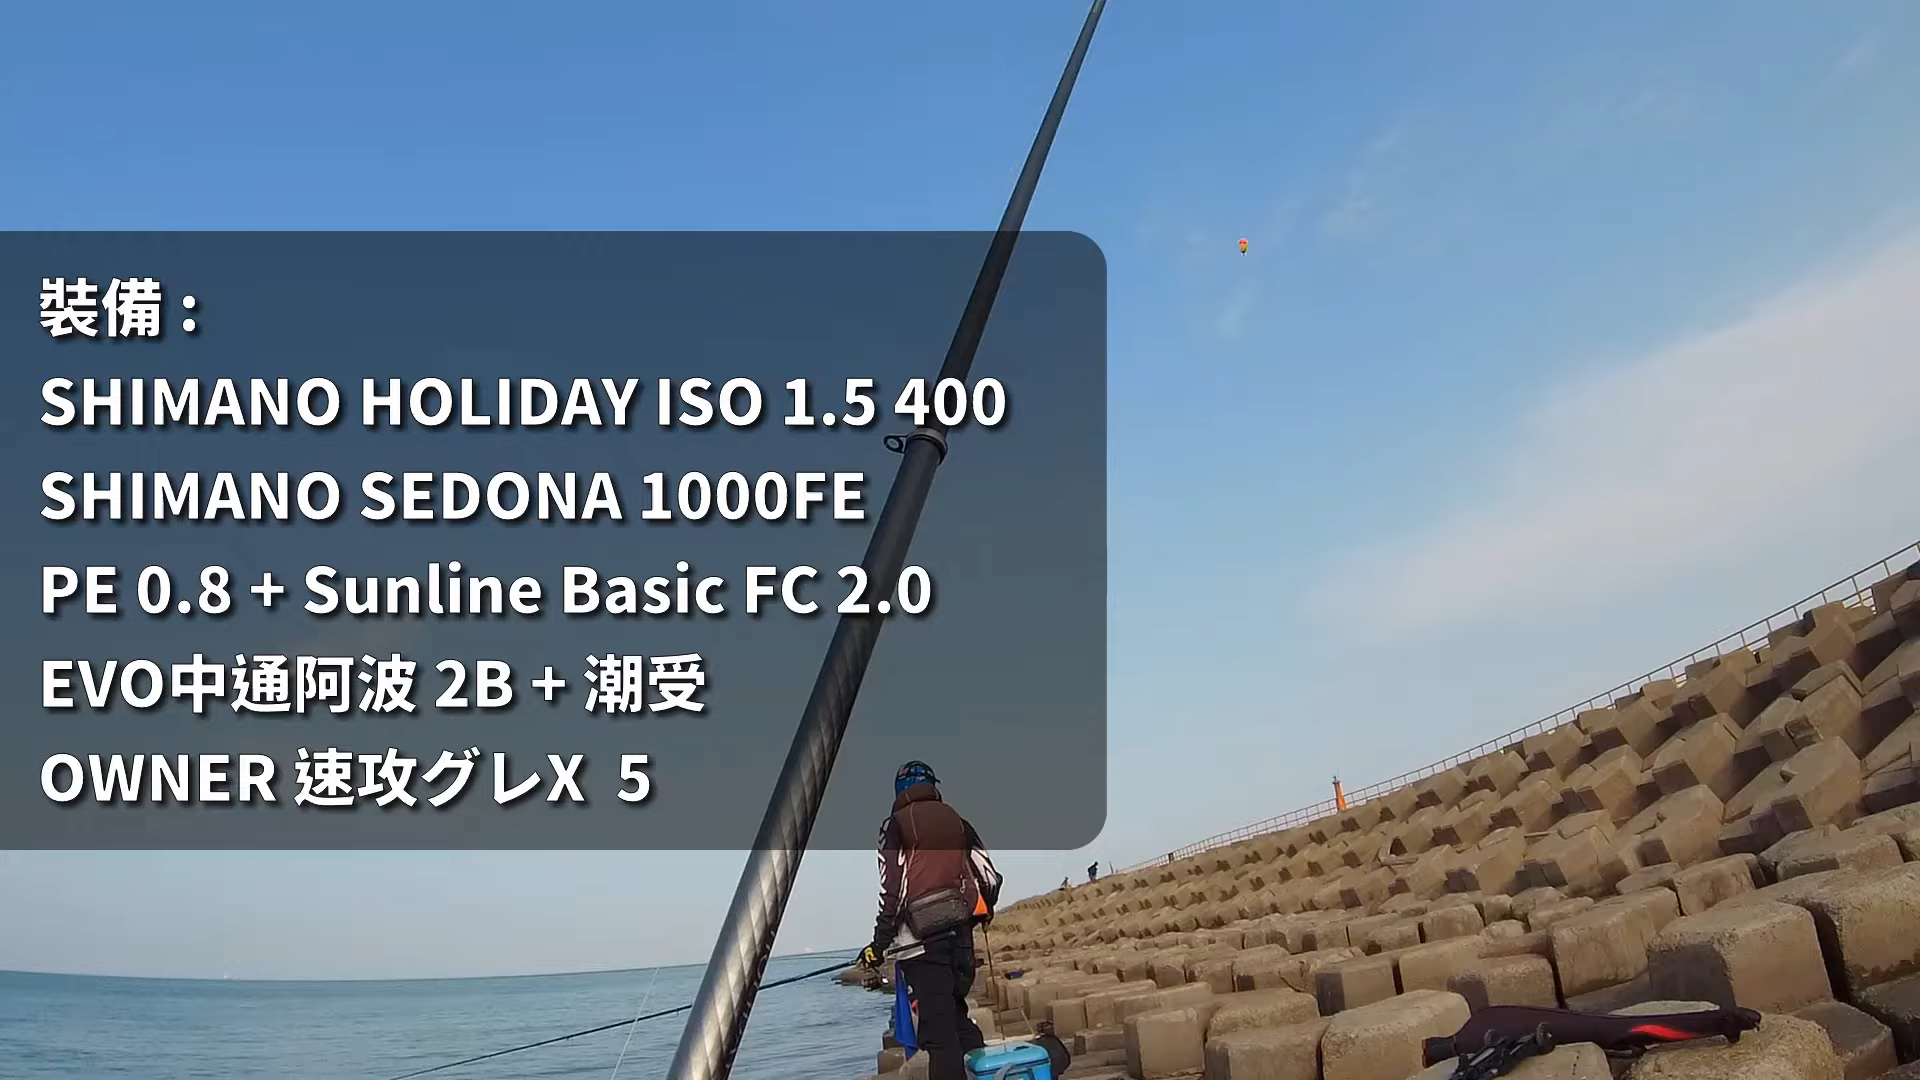 裝備 :
SHIMANO HOLIDAY ISO 1.5 400
SHIMANO SEDONA 1000FE
PE 0.8 + Sunline Basic FC 2.0
EVO中通阿波 2B + 潮受
OWNER 速攻グレX 5